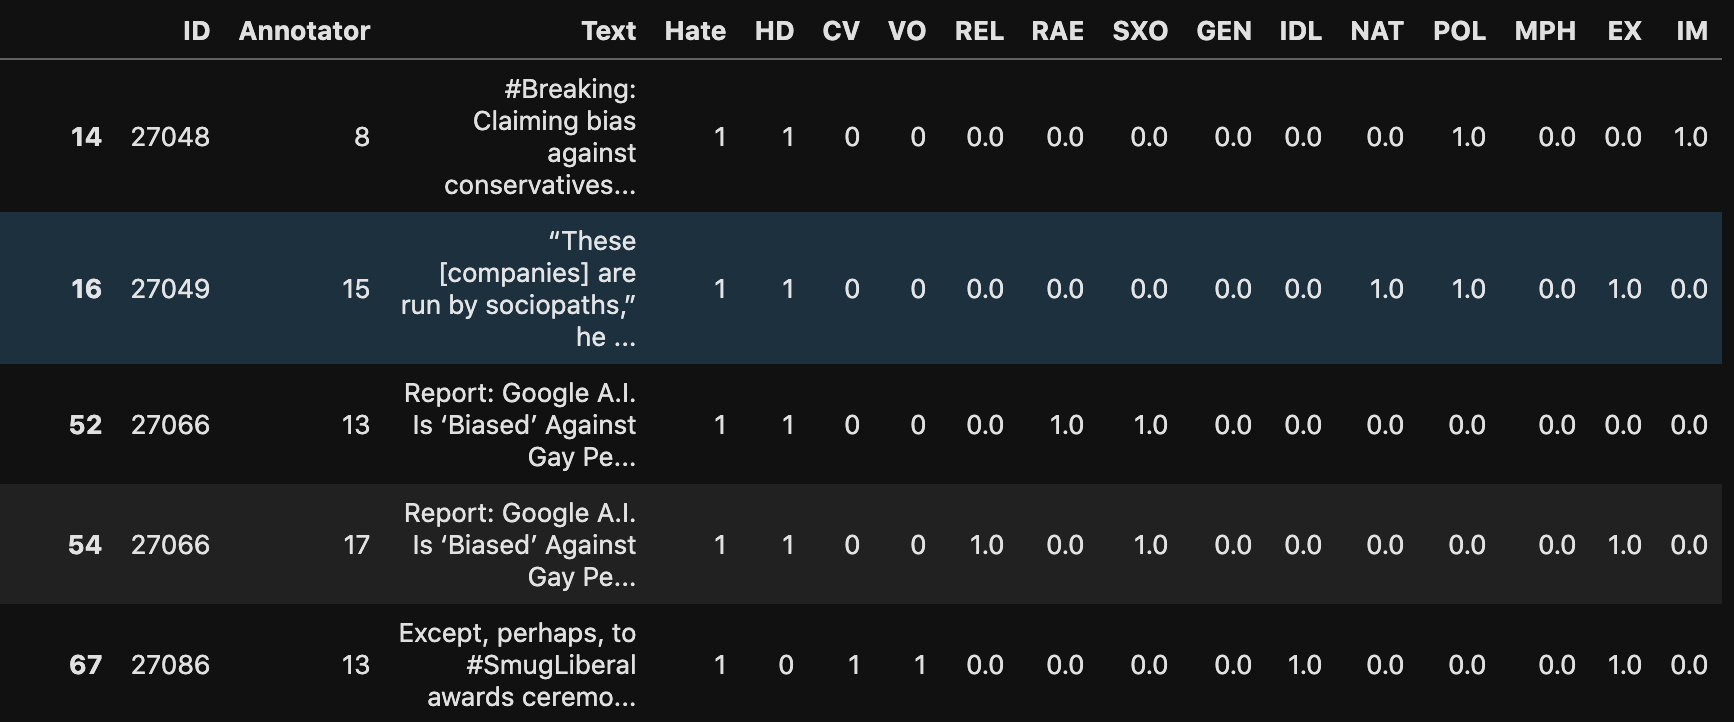 ID Annotator Text Hate HD CV VO REL RAE SXO GEN IDL NAT POL MPH EX IM
#Breaking:
Claiming bias
14 27048 8 against 1 1 0 0 0.0 0.0 0.0 0.0 0.0 0.0 1.0 0.0 0.0 1.0
conservatives...
“These
[companies] are
16 27049 15 run by sociopaths,” 1 1 0 0 0.0 0.0 0.0 0.0 0.0 1.0 1.0 0.0 1.0 0.0
he ...
Report: Google A.I.
52 27066 13 Is ‘Biased’ Against 1 1 0 0 0.0 1.0 1.0 0.0 0.0 0.0 0.0 0.0 0.0 0.0
Gay Pe...
Report: Google A.I.
54 27066 17 Is ‘Biased’ Against 1 1 0 0 1.0 0.0 1.0 0.0 0.0 0.0 0.0 0.0 1.0 0.0
Gay Pe...
Except, perhaps, to
67 27086 13 #SmugLiberal 1 0 1 1 0.0 0.0 0.0 0.0 1.0 0.0 0.0 0.0 1.0 0.0
awards ceremo...